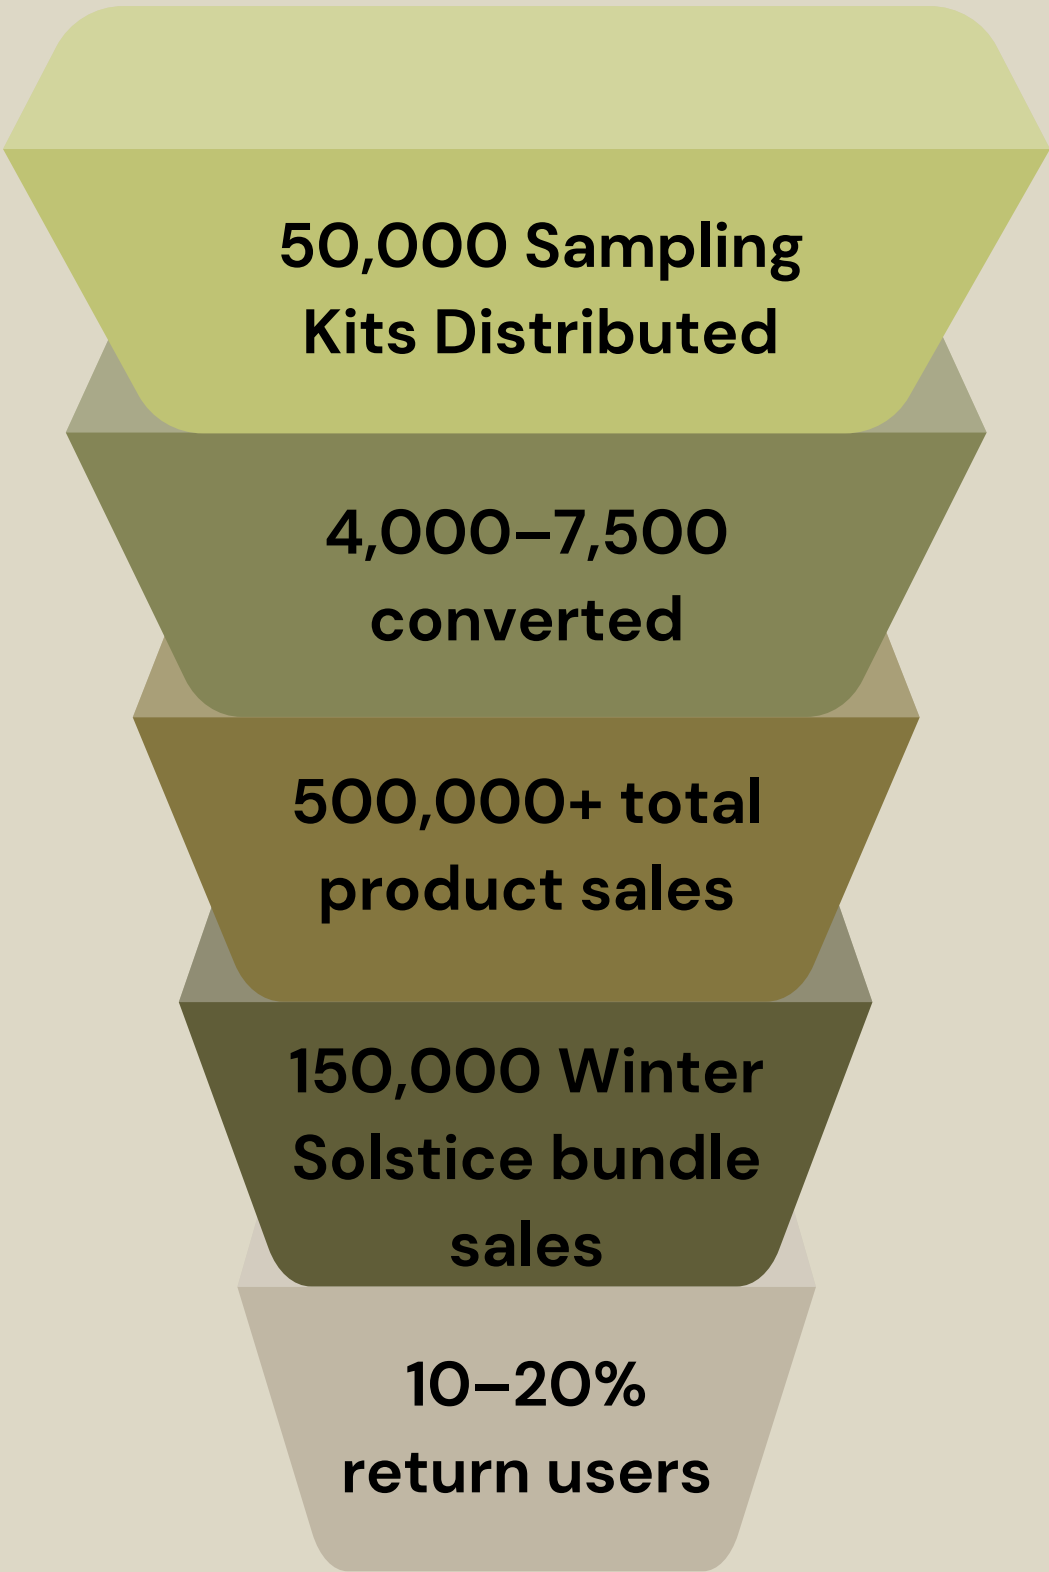 50,000 Sampling
Kits Distributed
4,000–7,500
converted
500,000+ total
product sales
150,000 Winter
Solstice bundle
sales
10–20%
return users